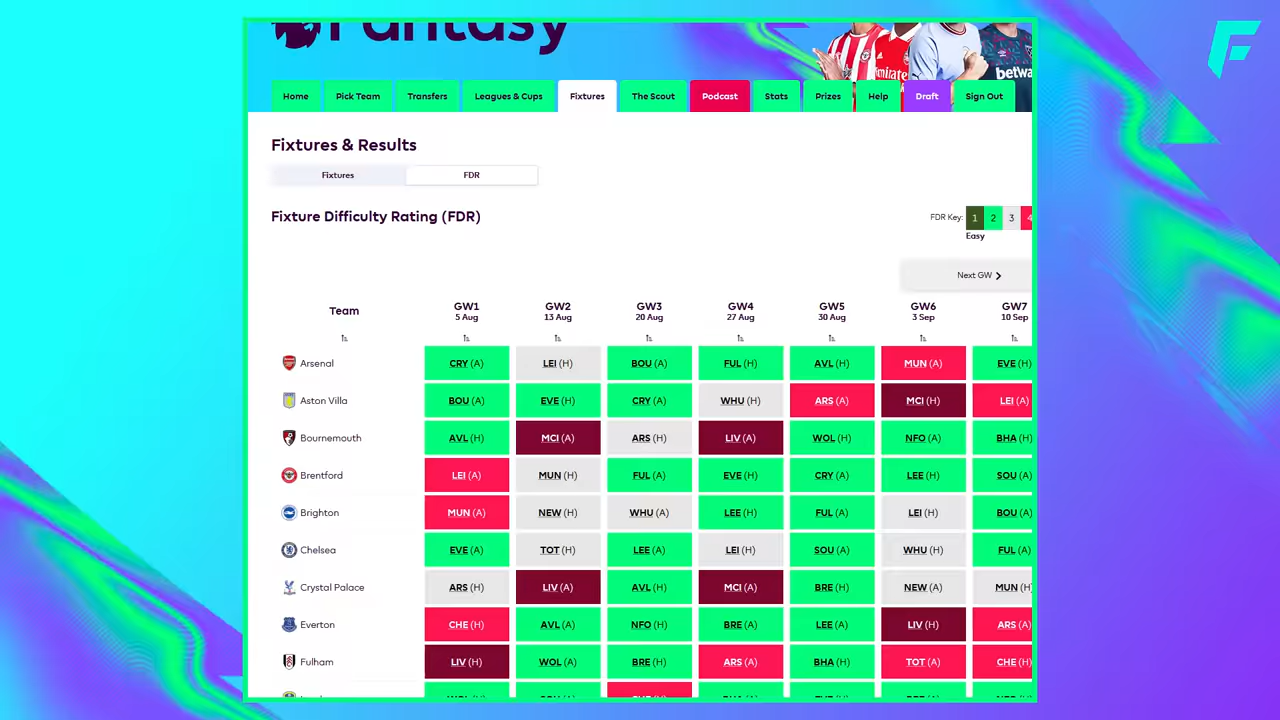 Fantasy
F
emirate
betw
Home Pick Team Transfers Leagues & Cups Fixtures The Scout Podcast Stats Prizes Help Draft Sign Out
Fixtures & Results
Fixtures FDR
Fixture Difficulty Rating (FDR)
FDR Key: 1 2 3 4
Easy
Next GW
Team GW1 GW2 GW3 GW4 GW5 GW6 GW7
5 Aug 13 Aug 20 Aug 27 Aug 30 Aug 3 Sep 10 Sep
Arsenal CRY (A) LEI (H) BOU (A) FUL (H) AVL (H) MUN (A) EVE (H)
Aston Villa BOU (A) EVE (H) CRY (A) WHU (H) ARS (A) MCI (H) LEI (A)
Bournemouth AVL (H) MCI (A) ARS (H) LIV (A) WOL (H) NFO (A) BHA (H)
Brentford LEI (A) MUN (H) FUL (A) EVE (H) CRY (A) LEE (H) SOU (A)
Brighton MUN (A) NEW (H) WHU (A) LEE (H) FUL (A) LEI (H) BOU (A)
Chelsea EVE (A) TOT (H) LEE (A) LEI (H) SOU (A) WHU (H) FUL (A)
Crystal Palace ARS (H) LIV (A) AVL (H) MCI (A) BRE (H) NEW (A) MUN (H)
Everton CHE (H) AVL (A) NFO (H) BRE (A) LEE (A) LIV (H) ARS (A)
Fulham LIV (H) WOL (A) BRE (H) ARS (A) BHA (H) TOT (A) CHE (H)